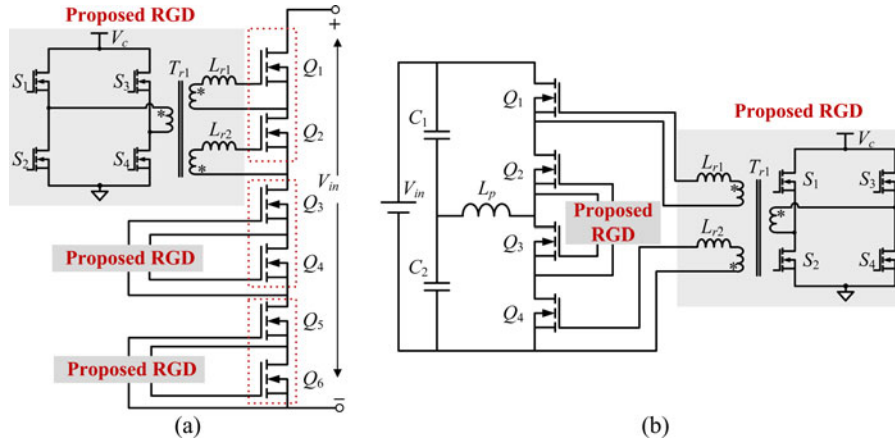 Proposed RGD
V_c
S_1
S_3
S_2
S_4
T_r1
*
*
*
L_r1
L_r2
Q_1
Q_2
Q_3
Q_4
Q_5
Q_6
+
V_in
−
Proposed RGD
Proposed RGD
(a)
V_in
C_1
C_2
L_p
Q_1
Q_2
Q_3
Q_4
Proposed
RGD
Proposed RGD
V_c
L_r1
L_r2
T_r1
*
*
*
S_1
S_3
S_2
S_4
(b)